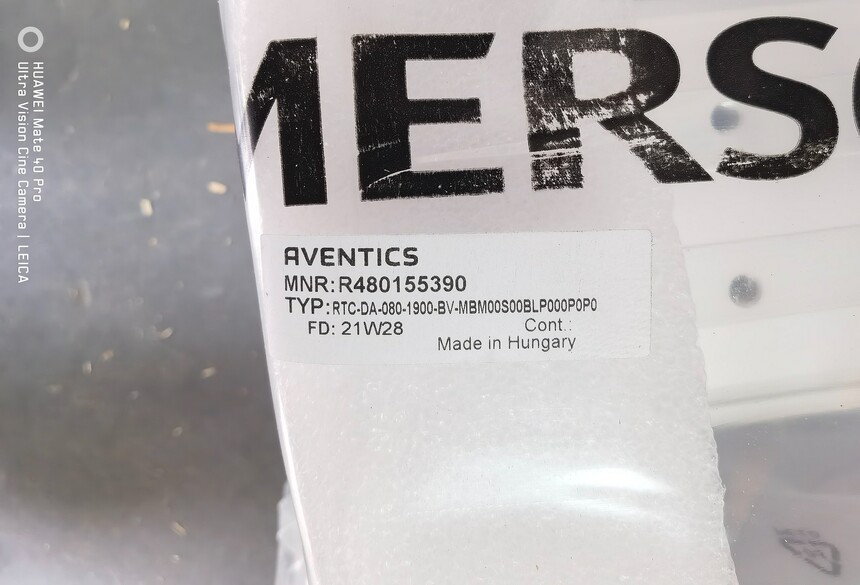 MERS
AVENTICS
MNR: R480155390
TYP: RTC-DA-080-1900-BV-MBM00S00BLP000P0P0
FD: 21W28 Cont.:
Made in Hungary
HUAWEI Mate 40 Pro
Ultra Vision Cine Camera | LEICA